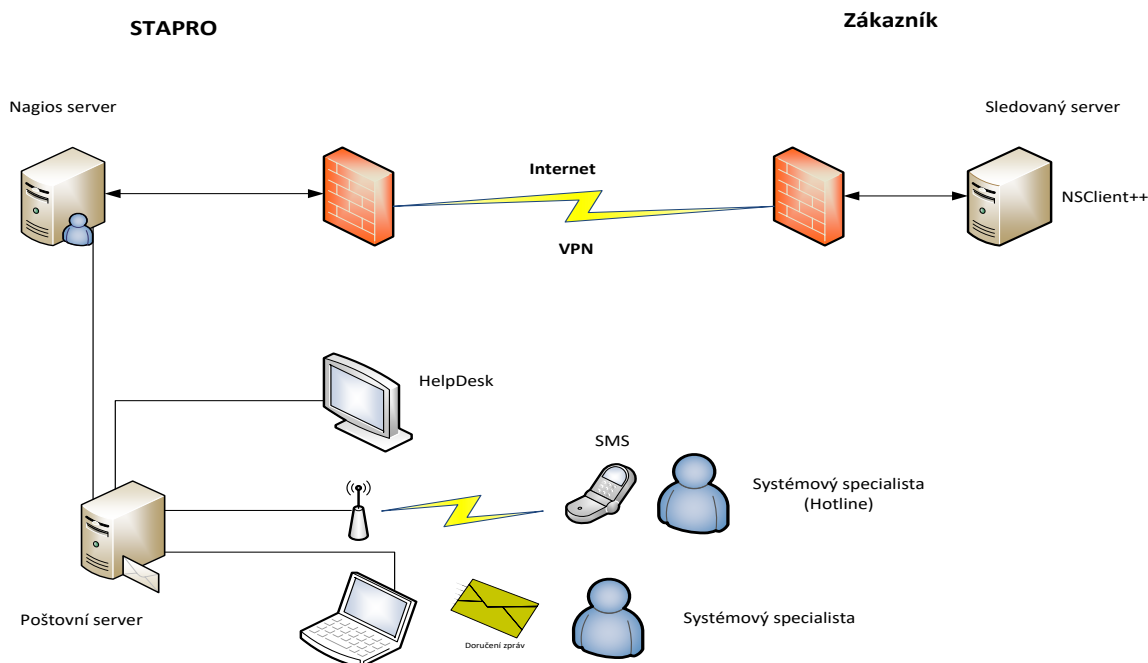 STAPRO
Zákazník
Nagios server
Sledovaný server
Internet
NSClient++
VPN
HelpDesk
SMS
Systémový specialista
(Hotline)
Poštovní server
Systémový specialista
Doručení zpráv